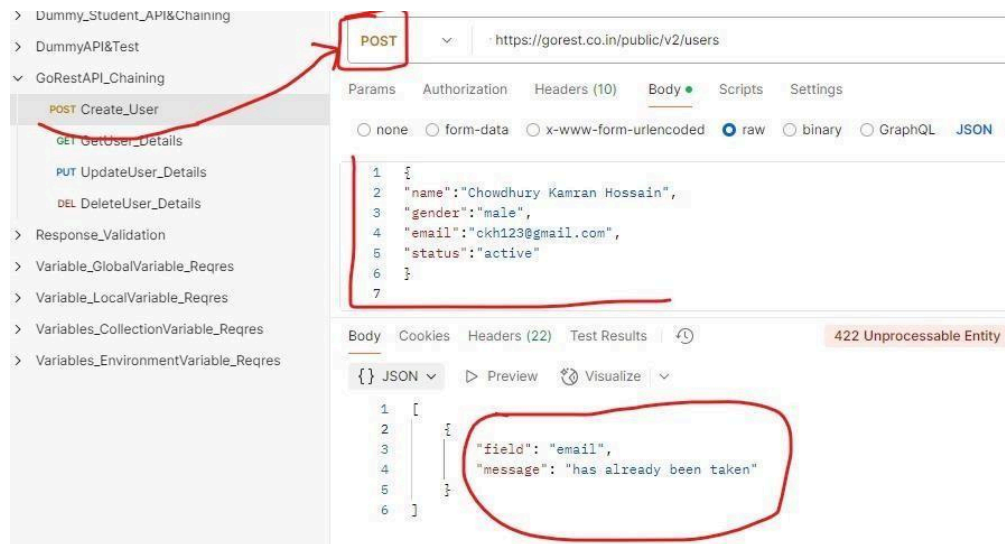 Dummy_Student_API&Chaining
DummyAPI&Test
GoRestAPI_Chaining
POST Create_User
GET GetUser_Details
PUT UpdateUser_Details
DEL DeleteUser_Details
Response_Validation
Variable_GlobalVariable_Reqres
Variable_LocalVariable_Reqres
Variables_CollectionVariable_Reqres
Variables_EnvironmentVariable_Reqres
POST https://gorest.co.in/public/v2/users
Params Authorization Headers (10) Body Scripts Settings
none form-data x-www-form-urlencoded raw binary GraphQL JSON
1 {
2 "name":"Chowdhury Kamran Hossain",
3 "gender":"male",
4 "email":"ckh123@gmail.com",
5 "status":"active"
6 }
7
Body Cookies Headers (22) Test Results 422 Unprocessable Entity
{} JSON Preview Visualize
1 [
2 {
3 "field": "email",
4 "message": "has already been taken"
5 }
6 ]